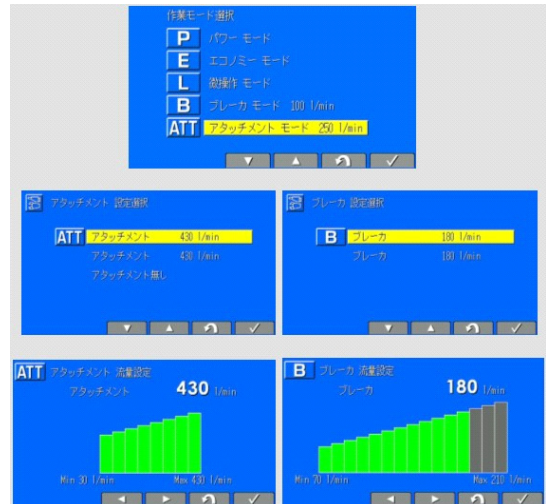 作業モード選択
P パワー モード
E エコノミー モード
L 微操作 モード
B ブレーカ モード 100 l/min
ATT アタッチメント モード 250 l/min
アタッチメント 設定選択
ATT アタッチメント 430 l/min
アタッチメント 430 l/min
アタッチメント無し
ブレーカ 設定選択
B ブレーカ 180 l/min
ブレーカ 180 l/min
ATT アタッチメント 流量設定
アタッチメント 430 l/min
Min 30 l/min Max 430 l/min
B ブレーカ 流量設定
ブレーカ 180 l/min
Min 70 l/min Max 210 l/min